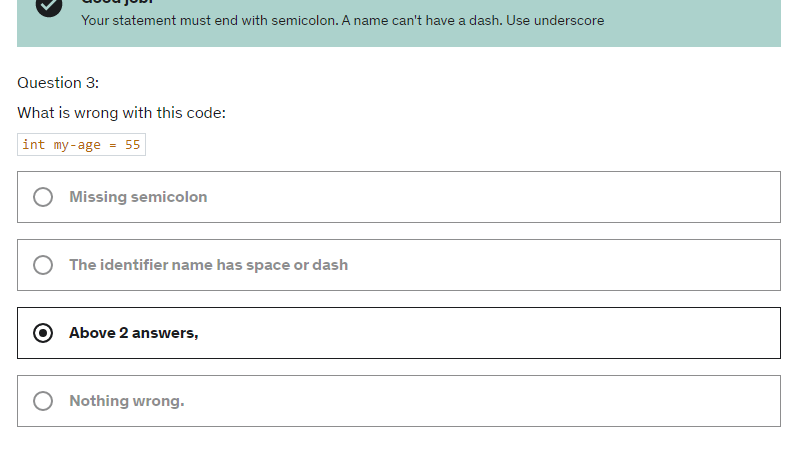 Good job!
Your statement must end with semicolon. A name can't have a dash. Use underscore
Question 3:
What is wrong with this code:
int my-age = 55
Missing semicolon
The identifier name has space or dash
Above 2 answers,
Nothing wrong.